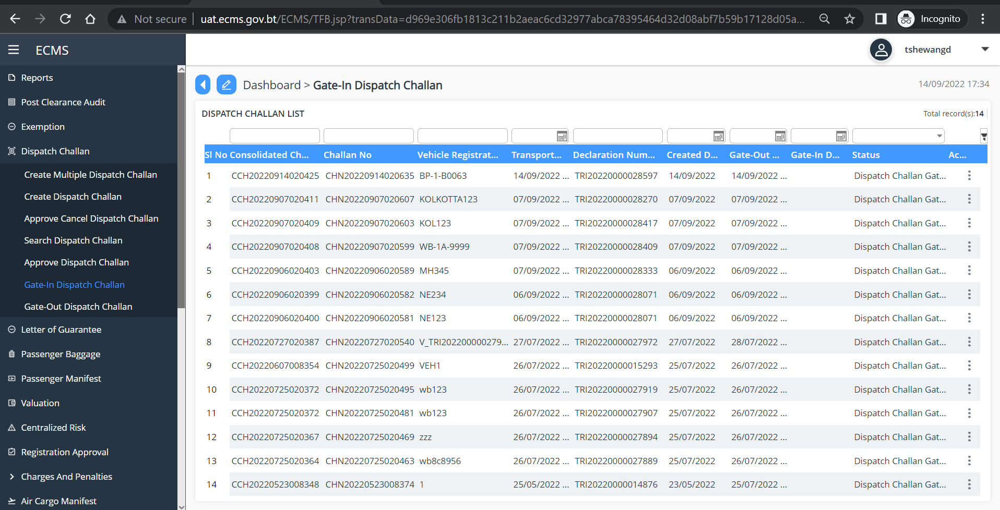 Not secure | uat.ecms.gov.bt/ECMS/TFB.jsp?transData=d969e306fb1813c211b2aeac6cd32977abca78395464d32d08abf7b59b17128d05a...
Incognito
ECMS
tshewangd
Reports
Post Clearance Audit
Exemption
Dispatch Challan
Create Multiple Dispatch Challan
Create Dispatch Challan
Approve Cancel Dispatch Challan
Search Dispatch Challan
Approve Dispatch Challan
Gate-In Dispatch Challan
Gate-Out Dispatch Challan
Letter of Guarantee
Passenger Baggage
Passenger Manifest
Valuation
Centralized Risk
Registration Approval
Charges And Penalties
Air Cargo Manifest
Dashboard > Gate-In Dispatch Challan
14/09/2022 17:34
DISPATCH CHALLAN LIST
Total record(s):14
Sl No Consolidated Ch... Challan No Vehicle Registrat... Transport... Declaration Num... Created D... Gate-Out ... Gate-In D... Status Ac...
1 CCH20220914020425 CHN20220914020635 BP-1-B0063 14/09/2022 ... TRI20220000028597 14/09/2022 14/09/2022 ... Dispatch Challan Gat...
2 CCH20220907020411 CHN20220907020607 KOLKOTTA123 07/09/2022 ... TRI20220000028270 07/09/2022 07/09/2022 ... Dispatch Challan Gat...
3 CCH20220907020409 CHN20220907020603 KOL123 07/09/2022 ... TRI20220000028417 07/09/2022 07/09/2022 ... Dispatch Challan Gat...
4 CCH20220907020408 CHN20220907020599 WB-1A-9999 07/09/2022 ... TRI20220000028409 07/09/2022 07/09/2022 ... Dispatch Challan Gat...
5 CCH20220906020403 CHN20220906020589 MH345 07/09/2022 ... TRI20220000028333 06/09/2022 06/09/2022 ... Dispatch Challan Gat...
6 CCH20220906020399 CHN20220906020582 NE234 06/09/2022 ... TRI20220000028071 06/09/2022 06/09/2022 ... Dispatch Challan Gat...
7 CCH20220906020400 CHN20220906020581 NE123 06/09/2022 ... TRI20220000028071 06/09/2022 06/09/2022 ... Dispatch Challan Gat...
8 CCH20220727020387 CHN20220727020540 V_TRI202200000279... 27/07/2022 ... TRI20220000027972 27/07/2022 28/07/2022 ... Dispatch Challan Gat...
9 CCH20220607008354 CHN20220725020499 VEH1 26/07/2022 ... TRI20220000015293 25/07/2022 26/07/2022 ... Dispatch Challan Gat...
10 CCH20220725020372 CHN20220725020495 wb123 26/07/2022 ... TRI20220000027919 25/07/2022 26/07/2022 ... Dispatch Challan Gat...
11 CCH20220725020372 CHN20220725020481 wb123 26/07/2022 ... TRI20220000027907 25/07/2022 26/07/2022 ... Dispatch Challan Gat...
12 CCH20220725020367 CHN20220725020469 zzz 26/07/2022 ... TRI20220000027894 25/07/2022 26/07/2022 ... Dispatch Challan Gat...
13 CCH20220725020364 CHN20220725020463 wb8c8956 26/07/2022 ... TRI20220000027889 25/07/2022 26/07/2022 ... Dispatch Challan Gat...
14 CCH20220523008348 CHN20220523008374 1 25/05/2022 ... TRI20220000014876 23/05/2022 25/07/2022 ... Dispatch Challan Gat...